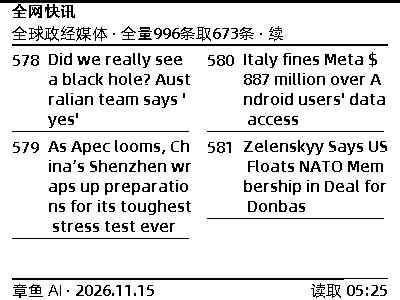 全网快讯
全球政经媒体 · 全量996条取673条 · 续
578 Did we really see
a black hole? Aust
ralian team says '
yes'
579 As Apec looms, Ch
ina’s Shenzhen wr
aps up preparatio
ns for its toughest
stress test ever
580 Italy fines Meta $
887 million over A
ndroid users' data
access
581 Zelenskyy Says US
Floats NATO Mem
bership in Deal for
Donbas
章鱼 AI · 2026.11.15
读取 05:25